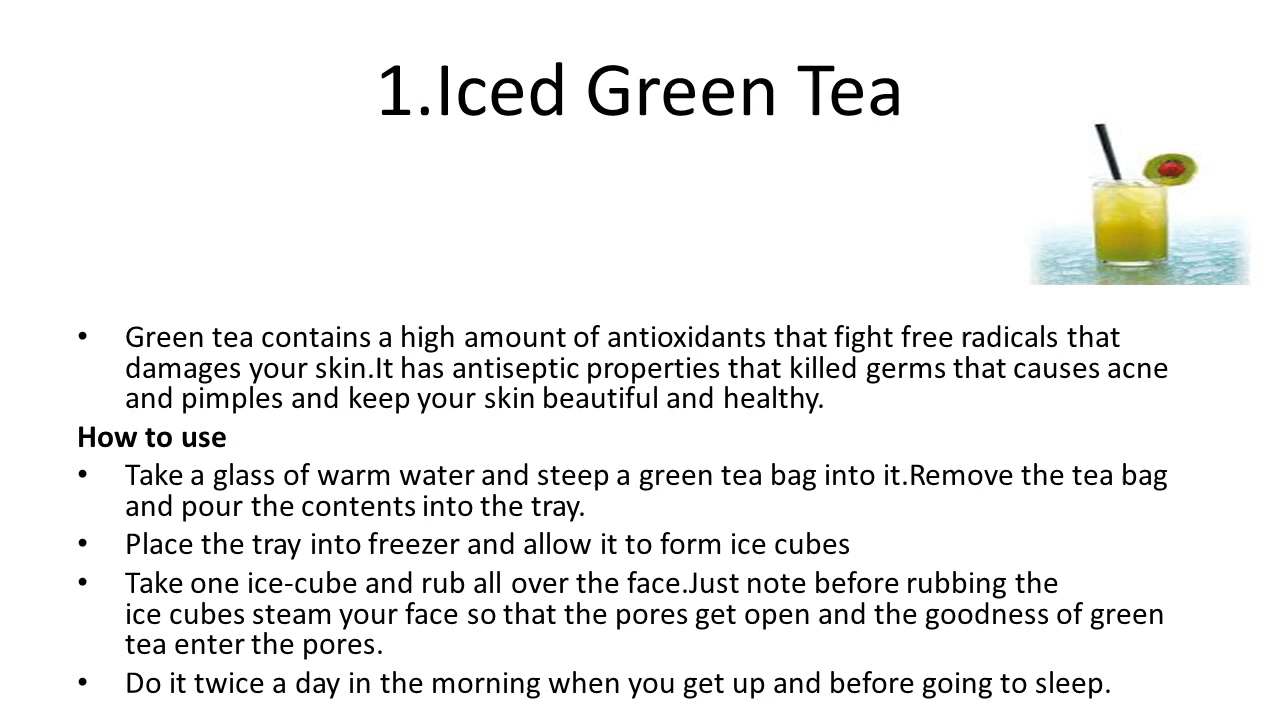 1.Iced Green Tea
• Green tea contains a high amount of antioxidants that fight free radicals that
damages your skin.It has antiseptic properties that killed germs that causes acne
and pimples and keep your skin beautiful and healthy.
How to use
• Take a glass of warm water and steep a green tea bag into it.Remove the tea bag
and pour the contents into the tray.
• Place the tray into freezer and allow it to form ice cubes
• Take one ice-cube and rub all over the face.Just note before rubbing the
ice cubes steam your face so that the pores get open and the goodness of green
tea enter the pores.
• Do it twice a day in the morning when you get up and before going to sleep.